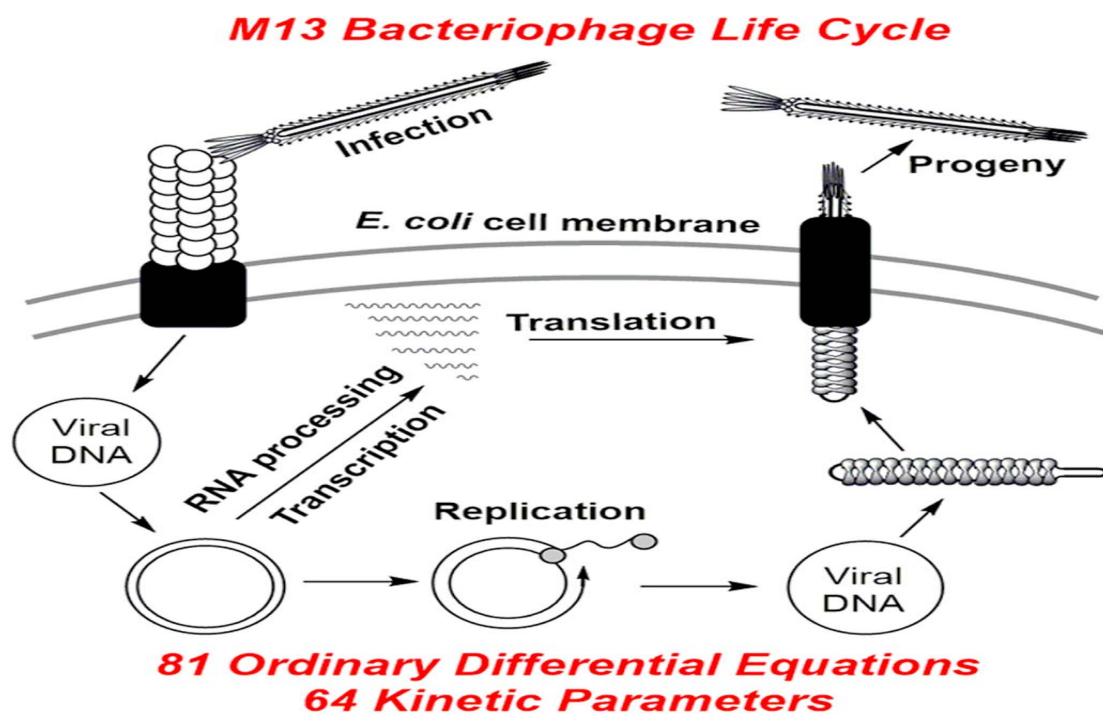 M13 Bacteriophage Life Cycle
Infection
Progeny
E. coli cell membrane
Translation
Viral
DNA
RNA processing
Transcription
Replication
Viral
DNA
81 Ordinary Differential Equations
64 Kinetic Parameters